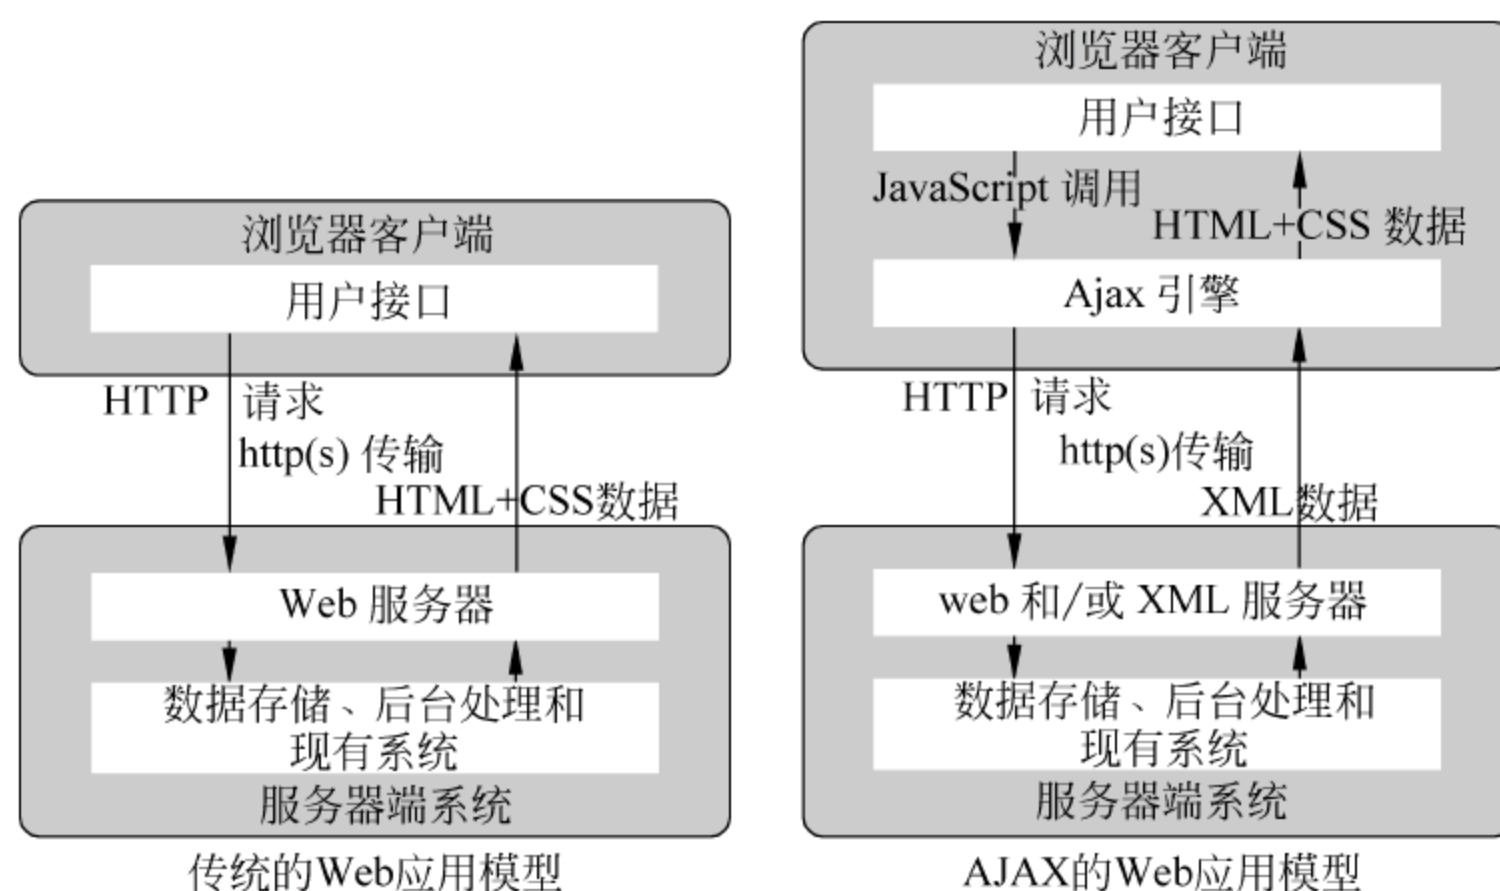 浏览器客户端
用户接口
HTTP 请求
http(s) 传输
HTML+CSS数据
Web 服务器
数据存储、后台处理和
现有系统
服务器端系统
传统的Web应用模型
浏览器客户端
用户接口
JavaScript 调用
HTML+CSS 数据
Ajax 引擎
HTTP 请求
http(s)传输
XML数据
web 和/或 XML 服务器
数据存储、后台处理和
现有系统
服务器端系统
AJAX的Web应用模型